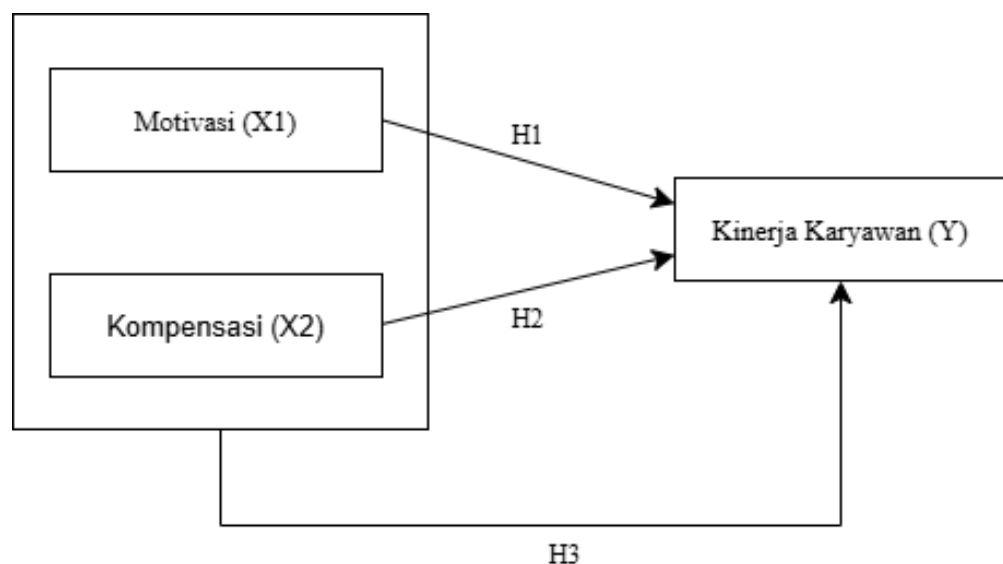 Motivasi (X1)
H1
Kinerja Karyawan (Y)
Kompensasi (X2)
H2
H3